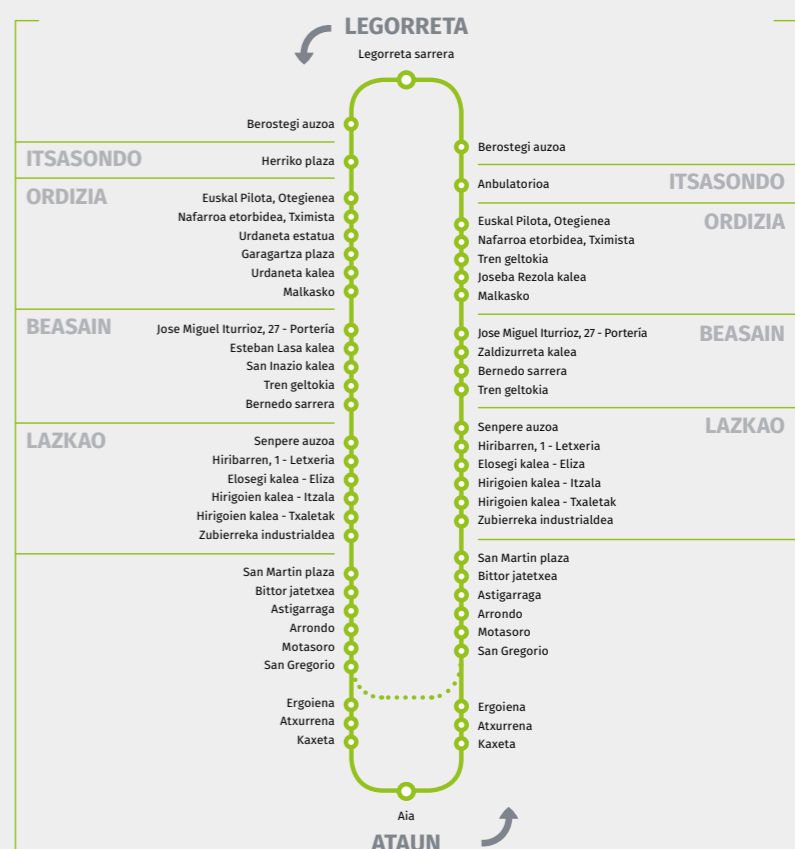 LEGORRETA
Legorreta sarrera
Berostegi auzoa
ITSASONDO
Herriko plaza
ORDIZIA
Euskal Pilota, Otegienea
Nafarroa etorbidea, Tximista
Urdaneta estatua
Garagartza plaza
Urdaneta kalea
Malkasko
BEASAIN
Jose Miguel Iturrioz, 27 - Portería
Esteban Lasa kalea
San Inazio kalea
Tren geltokia
Bernedo sarrera
LAZKAO
Senpere auzoa
Hiribarren, 1 - Letxeria
Elosegi kalea - Eliza
Hirigoien kalea - Itzala
Hirigoien kalea - Txaletak
Zubierreka industrialdea
San Martin plaza
Bittor jatetxea
Astigarraga
Arrondo
Motasoro
San Gregorio
Ergoiena
Atxurrena
Kaxeta
Berostegi auzoa
Anbulatorioa
ITSASONDO
Euskal Pilota, Otegienea
ORDIZIA
Nafarroa etorbidea, Tximista
Tren geltokia
Joseba Rezola kalea
Malkasko
Jose Miguel Iturrioz, 27 - Portería
BEASAIN
Zaldizurreta kalea
Bernedo sarrera
Tren geltokia
Senpere auzoa
LAZKAO
Hiribarren, 1 - Letxeria
Elosegi kalea - Eliza
Hirigoien kalea - Itzala
Hirigoien kalea - Txaletak
Zubierreka industrialdea
San Martin plaza
Bittor jatetxea
Astigarraga
Arrondo
Motasoro
San Gregorio
Ergoiena
Atxurrena
Kaxeta
Aia
ATAUN